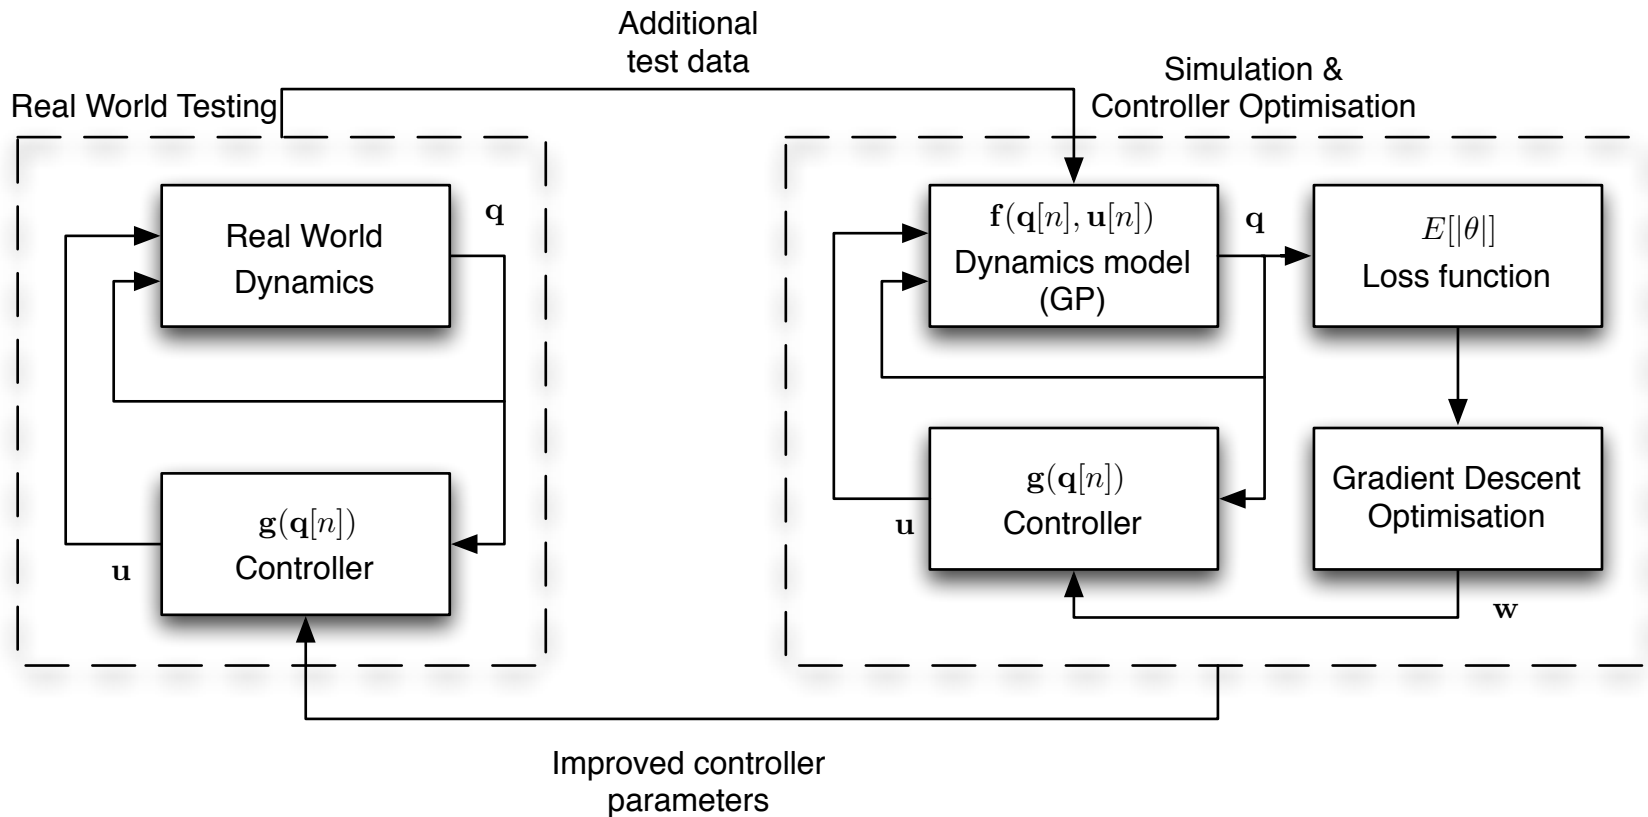 Additional
test data
Real World Testing
Simulation &
Controller Optimisation
Real World
Dynamics
q
f(q[n], u[n])
Dynamics model
(GP)
q
E[|θ|]
Loss function
g(q[n])
Controller
u
g(q[n])
Controller
u
Gradient Descent
Optimisation
w
Improved controller
parameters